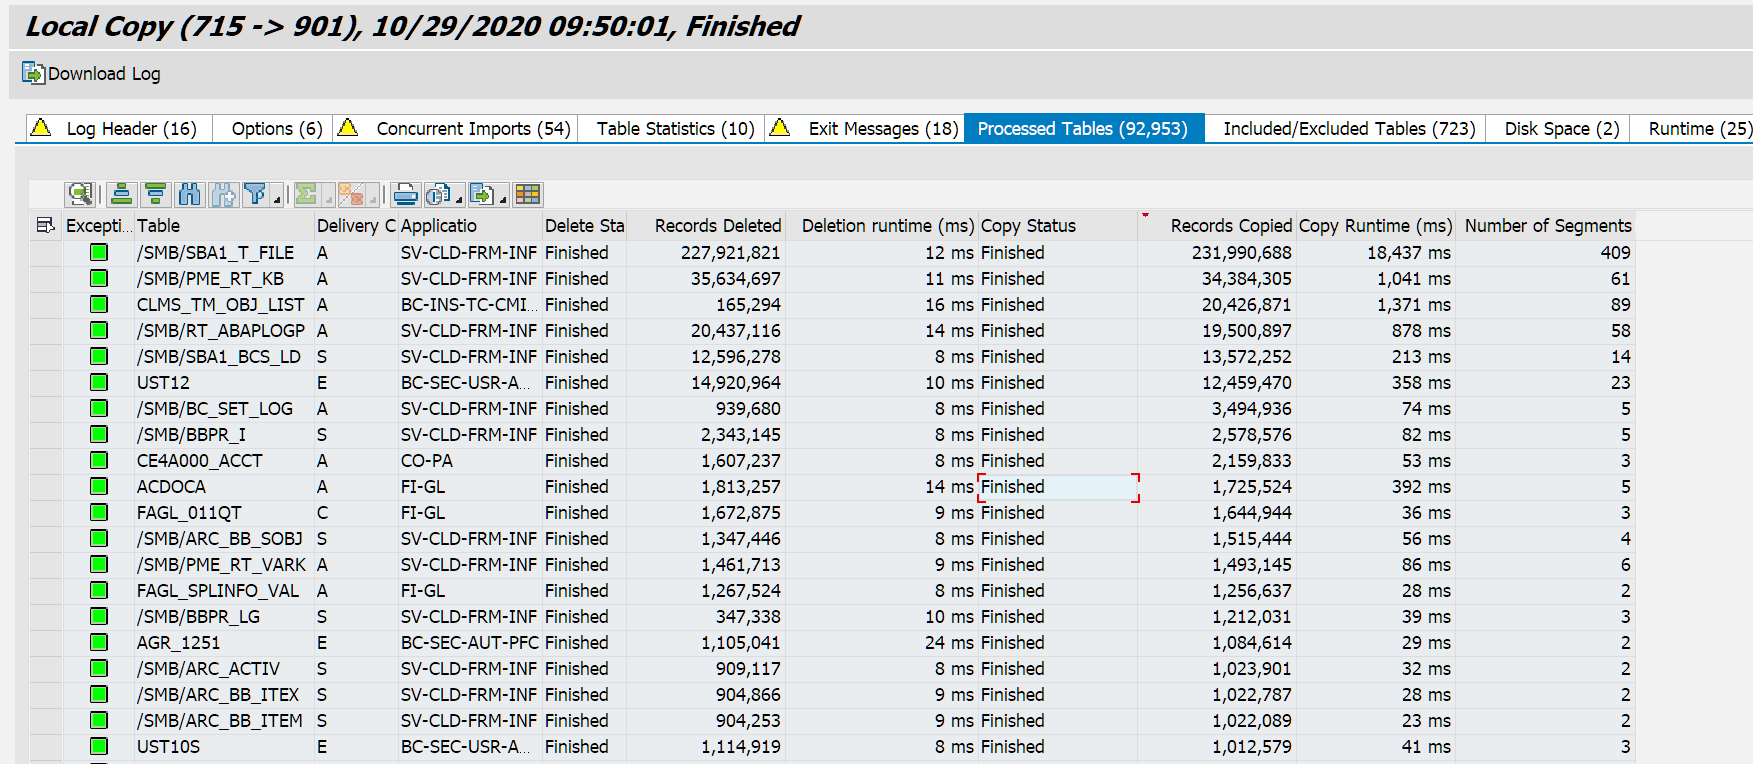 Local Copy (715 -> 901), 10/29/2020 09:50:01, Finished
Download Log
Log Header (16) Options (6) Concurrent Imports (54) Table Statistics (10) Exit Messages (18) Processed Tables (92,953) Included/Excluded Tables (723) Disk Space (2) Runtime (25)
Excepti... Table Delivery C Applicatio Delete Sta Records Deleted Deletion runtime (ms) Copy Status Records Copied Copy Runtime (ms) Number of Segments
/SMB/SBA1_T_FILE A SV-CLD-FRM-INF Finished 227,921,821 12 ms Finished 231,990,688 18,437 ms 409
/SMB/PME_RT_KB A SV-CLD-FRM-INF Finished 35,634,697 11 ms Finished 34,384,305 1,041 ms 61
CLMS_TM_OBJ_LIST A BC-INS-TC-CMI... Finished 165,294 16 ms Finished 20,426,871 1,371 ms 89
/SMB/RT_ABAPLOGP A SV-CLD-FRM-INF Finished 20,437,116 14 ms Finished 19,500,897 878 ms 58
/SMB/SBA1_BCS_LD S SV-CLD-FRM-INF Finished 12,596,278 8 ms Finished 13,572,252 213 ms 14
UST12 E BC-SEC-USR-A... Finished 14,920,964 10 ms Finished 12,459,470 358 ms 23
/SMB/BC_SET_LOG A SV-CLD-FRM-INF Finished 939,680 8 ms Finished 3,494,936 74 ms 5
/SMB/BBPR_I S SV-CLD-FRM-INF Finished 2,343,145 8 ms Finished 2,578,576 82 ms 5
CE4A000_ACCT A CO-PA Finished 1,607,237 8 ms Finished 2,159,833 53 ms 3
ACDOCA A FI-GL Finished 1,813,257 14 ms Finished 1,725,524 392 ms 5
FAGL_011QT C FI-GL Finished 1,672,875 9 ms Finished 1,644,944 36 ms 3
/SMB/ARC_BB_SOBJ S SV-CLD-FRM-INF Finished 1,347,446 8 ms Finished 1,515,444 56 ms 4
/SMB/PME_RT_VARK A SV-CLD-FRM-INF Finished 1,461,713 9 ms Finished 1,493,145 86 ms 6
FAGL_SPLINFO_VAL A FI-GL Finished 1,267,524 8 ms Finished 1,256,637 28 ms 2
/SMB/BBPR_LG S SV-CLD-FRM-INF Finished 347,338 10 ms Finished 1,212,031 39 ms 3
AGR_1251 E BC-SEC-AUT-PFC Finished 1,105,041 24 ms Finished 1,084,614 29 ms 2
/SMB/ARC_ACTIV S SV-CLD-FRM-INF Finished 909,117 8 ms Finished 1,023,901 32 ms 2
/SMB/ARC_BB_ITEX S SV-CLD-FRM-INF Finished 904,866 9 ms Finished 1,022,787 28 ms 2
/SMB/ARC_BB_ITEM S SV-CLD-FRM-INF Finished 904,253 9 ms Finished 1,022,089 23 ms 2
UST10S E BC-SEC-USR-A... Finished 1,114,919 8 ms Finished 1,012,579 41 ms 3